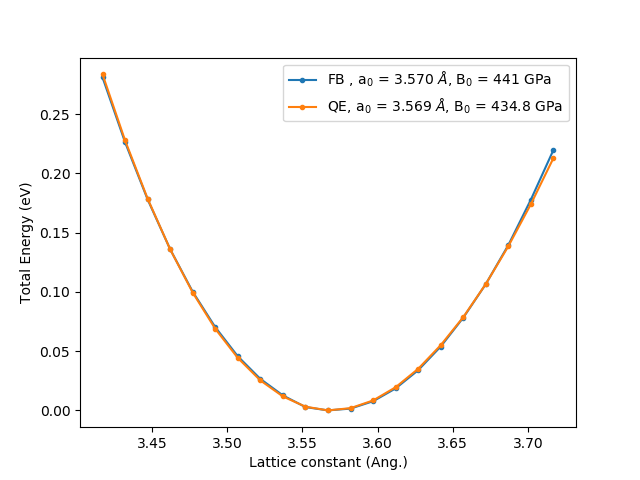 FB , a₀ = 3.570 Å, B₀ = 441 GPa
QE, a₀ = 3.569 Å, B₀ = 434.8 GPa
Total Energy (eV)
0.25
0.20
0.15
0.10
0.05
0.00
3.45 3.50 3.55 3.60 3.65 3.70
Lattice constant (Ang.)